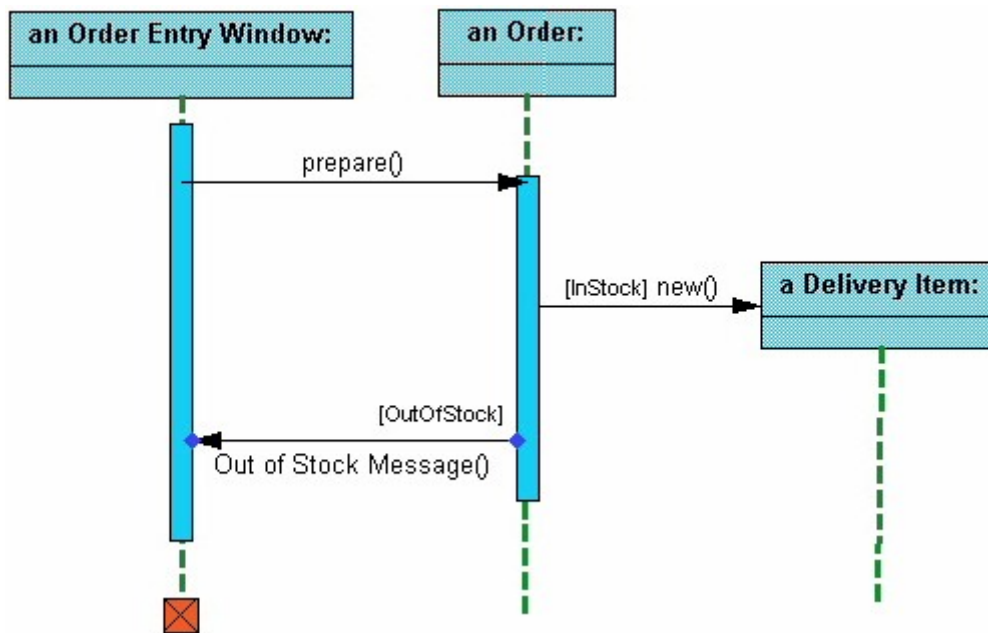 an Order Entry Window:
an Order:
prepare()
[InStock] new()
a Delivery Item:
[OutOfStock]
Out of Stock Message()